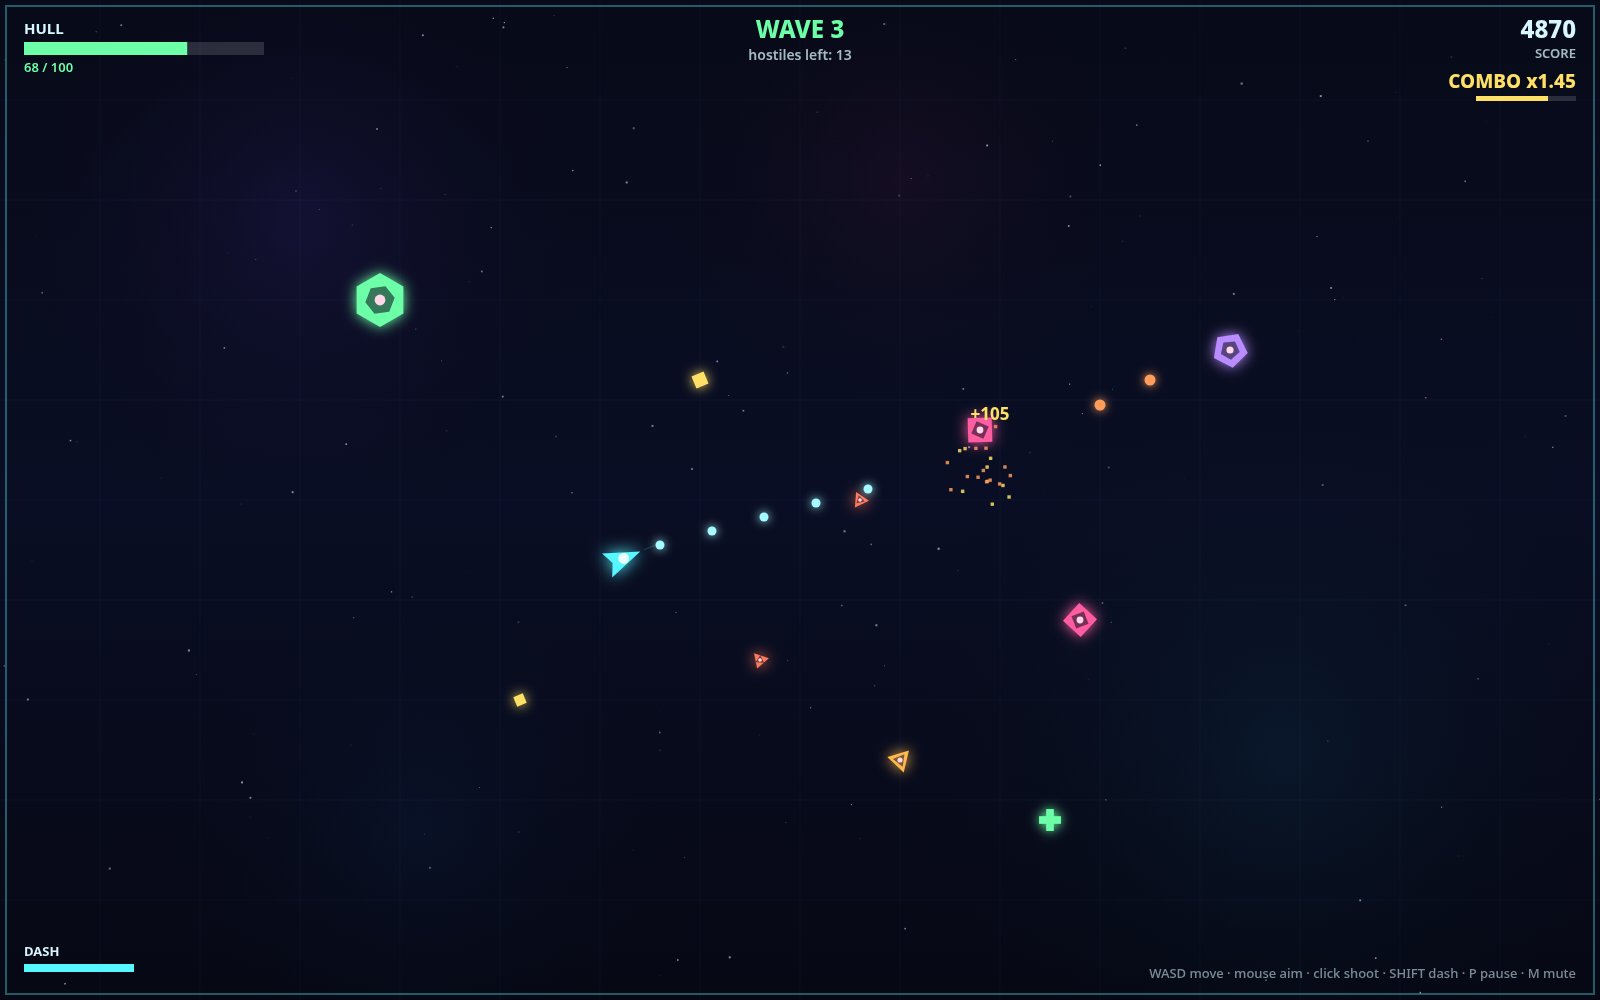 HULL
68 / 100
WAVE 3
hostiles left: 13
4870
SCORE
COMBO x1.45
+105
DASH
WASD move · mouse aim · click shoot · SHIFT dash · P pause · M mute